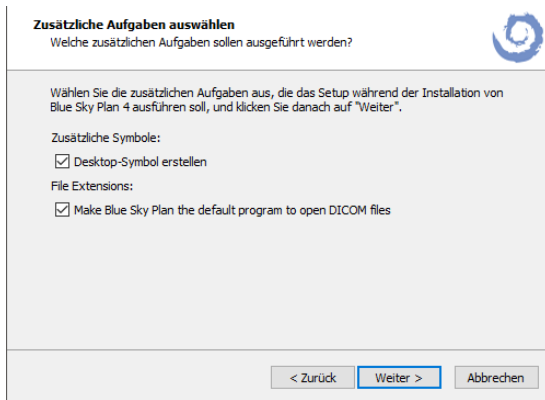 Zusätzliche Aufgaben auswählen
Welche zusätzlichen Aufgaben sollen ausgeführt werden?
Wählen Sie die zusätzlichen Aufgaben aus, die das Setup während der Installation von
Blue Sky Plan 4 ausführen soll, und klicken Sie danach auf "Weiter".
Zusätzliche Symbole:
Desktop-Symbol erstellen
File Extensions:
Make Blue Sky Plan the default program to open DICOM files
< Zurück Weiter > Abbrechen